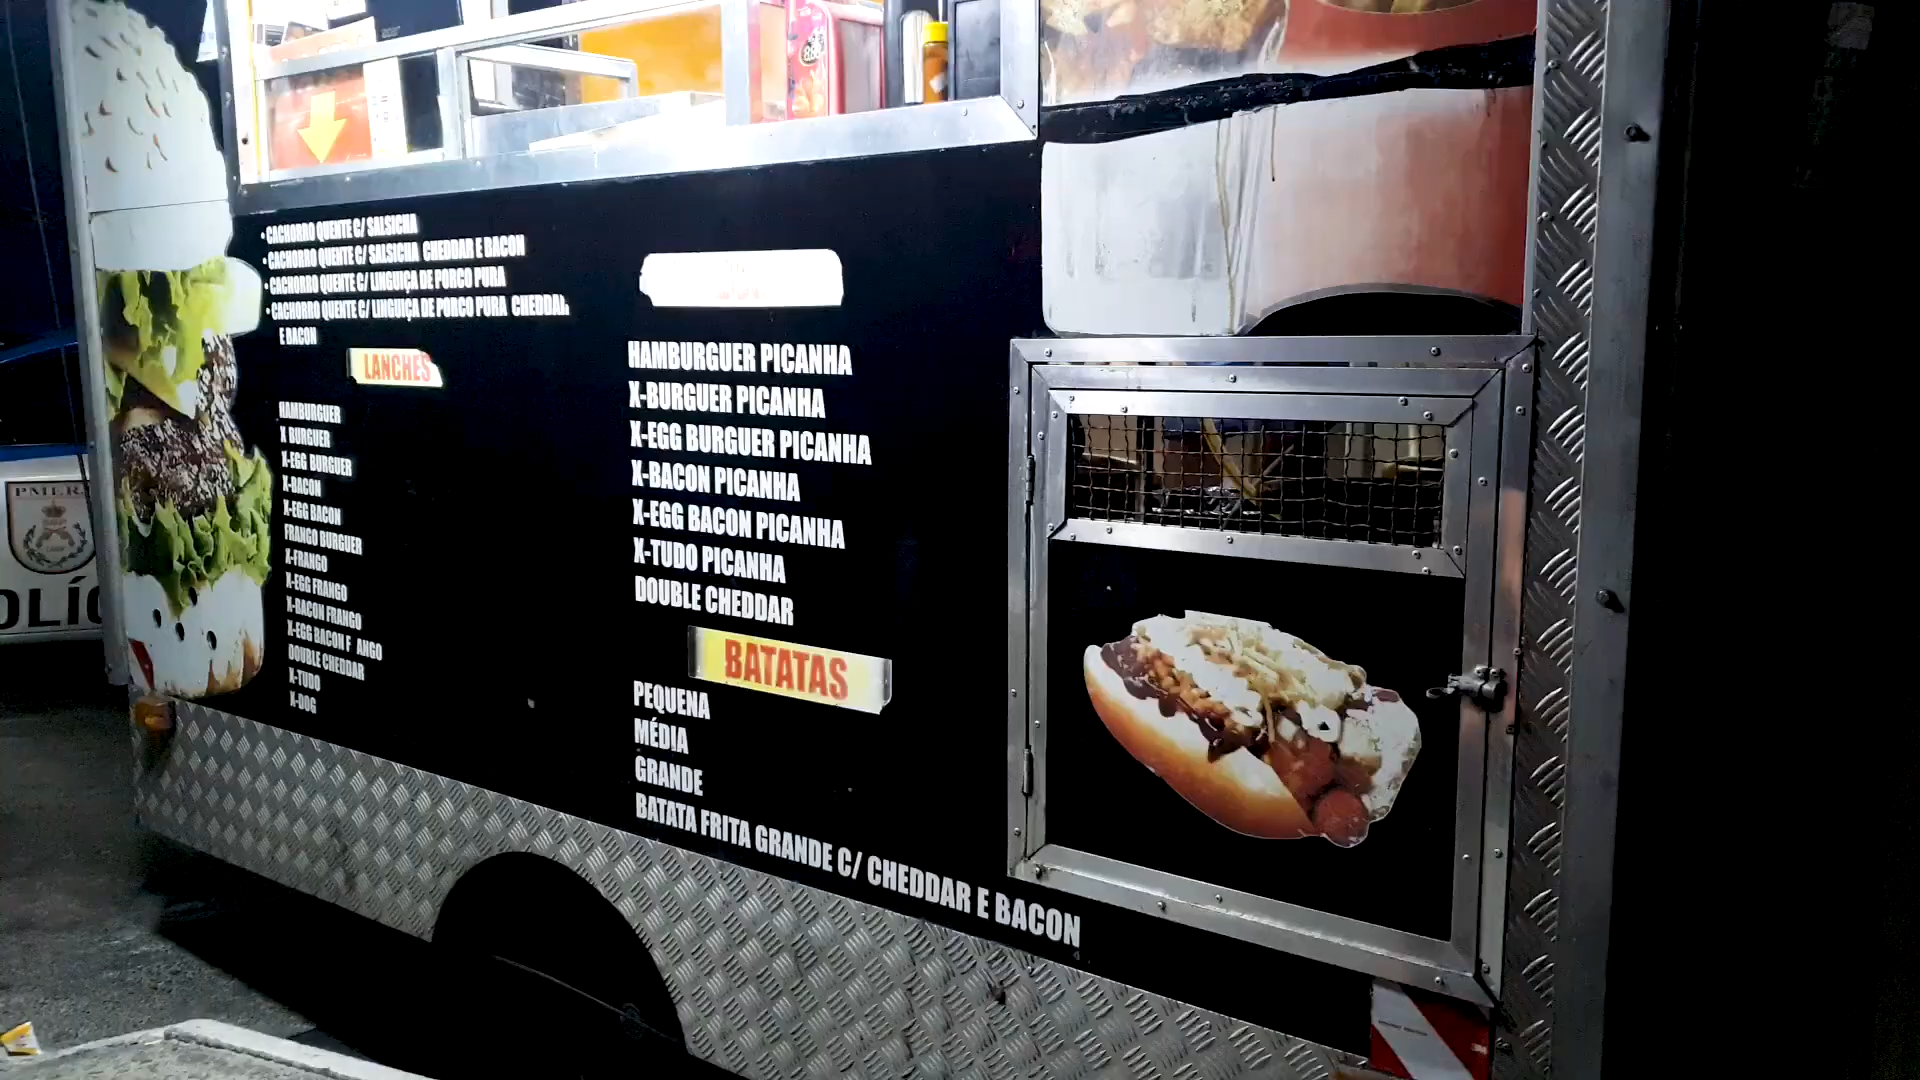 • CACHORRO QUENTE C/ SALSICHA
• CACHORRO QUENTE C/ SALSICHA CHEDDAR E BACON
• CACHORRO QUENTE C/ LINGUIÇA DE PORCO PURA
• CACHORRO QUENTE C/ LINGUIÇA DE PORCO PURA CHEDDAR
E BACON
LANCHES
HAMBURGUER
X BURGUER
X-EGG BURGUER
X-BACON
X-EGG BACON
FRANGO BURGUER
X-FRANGO
X-EGG FRANGO
X-BACON FRANGO
X-EGG BACON F ANGO
DOUBLE CHEDDAR
X-TUDO
X-DOG
HAMBURGUER PICANHA
X-BURGUER PICANHA
X-EGG BURGUER PICANHA
X-BACON PICANHA
X-EGG BACON PICANHA
X-TUDO PICANHA
DOUBLE CHEDDAR
BATATAS
PEQUENA
MÉDIA
GRANDE
BATATA FRITA GRANDE C/ CHEDDAR E BACON
PMERJ
OLÍC